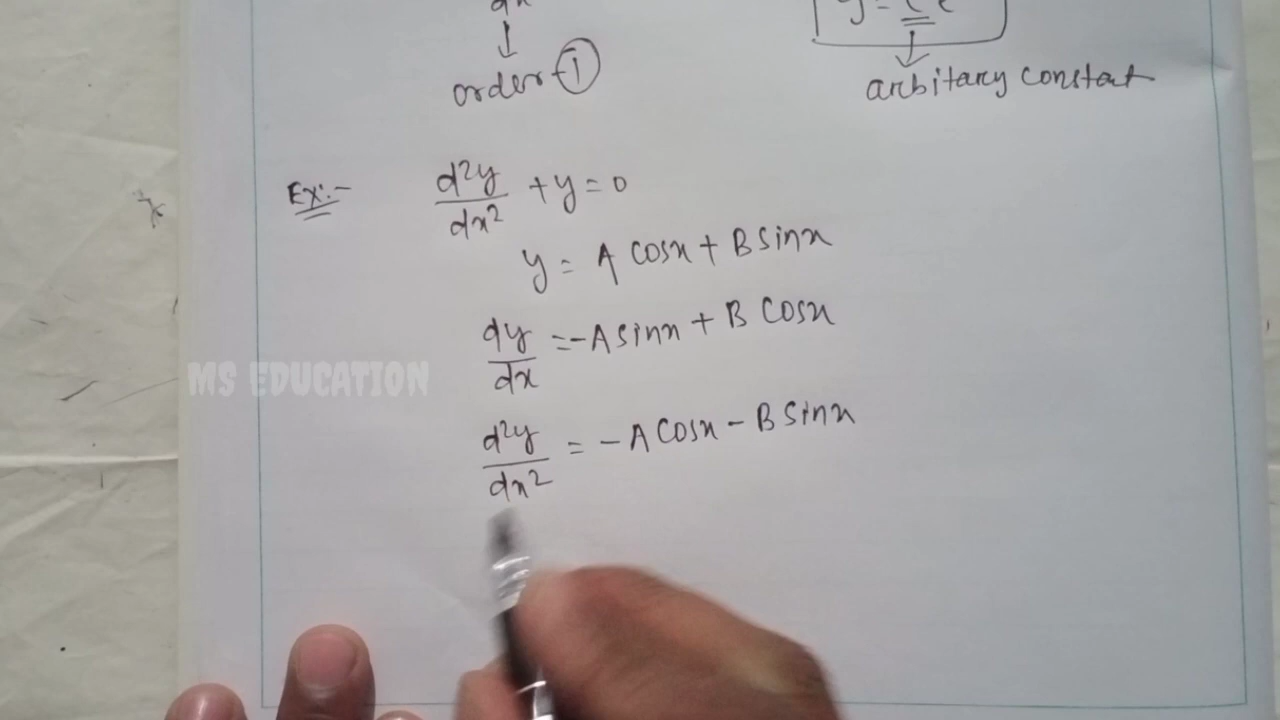 dx
y =
order - 1
arbitary constat
Ex:- d²y/dx² + y = 0
y = A cosx + B sinx
dy/dx = -A sinx + B cosx
MS EDUCATION
d²y/dx² = -A cosx - B sinx